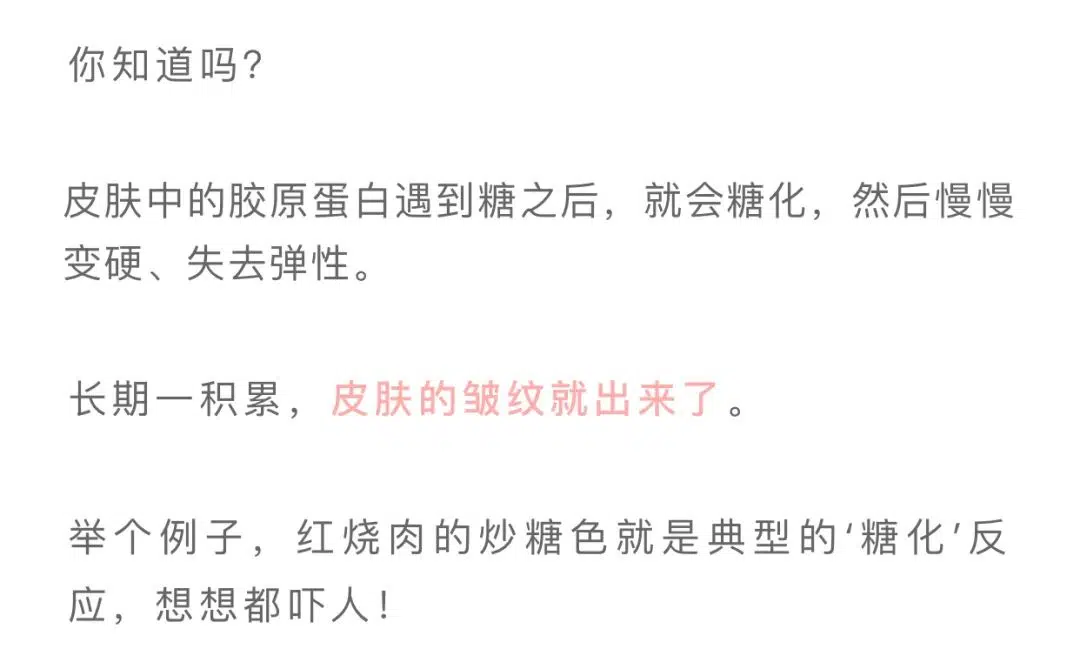 你知道吗？
皮肤中的胶原蛋白遇到糖之后，就会糖化，然后慢慢
变硬、失去弹性。
长期一积累，皮肤的皱纹就出来了。
举个例子，红烧肉的炒糖色就是典型的‘糖化’反
应，想想都吓人！